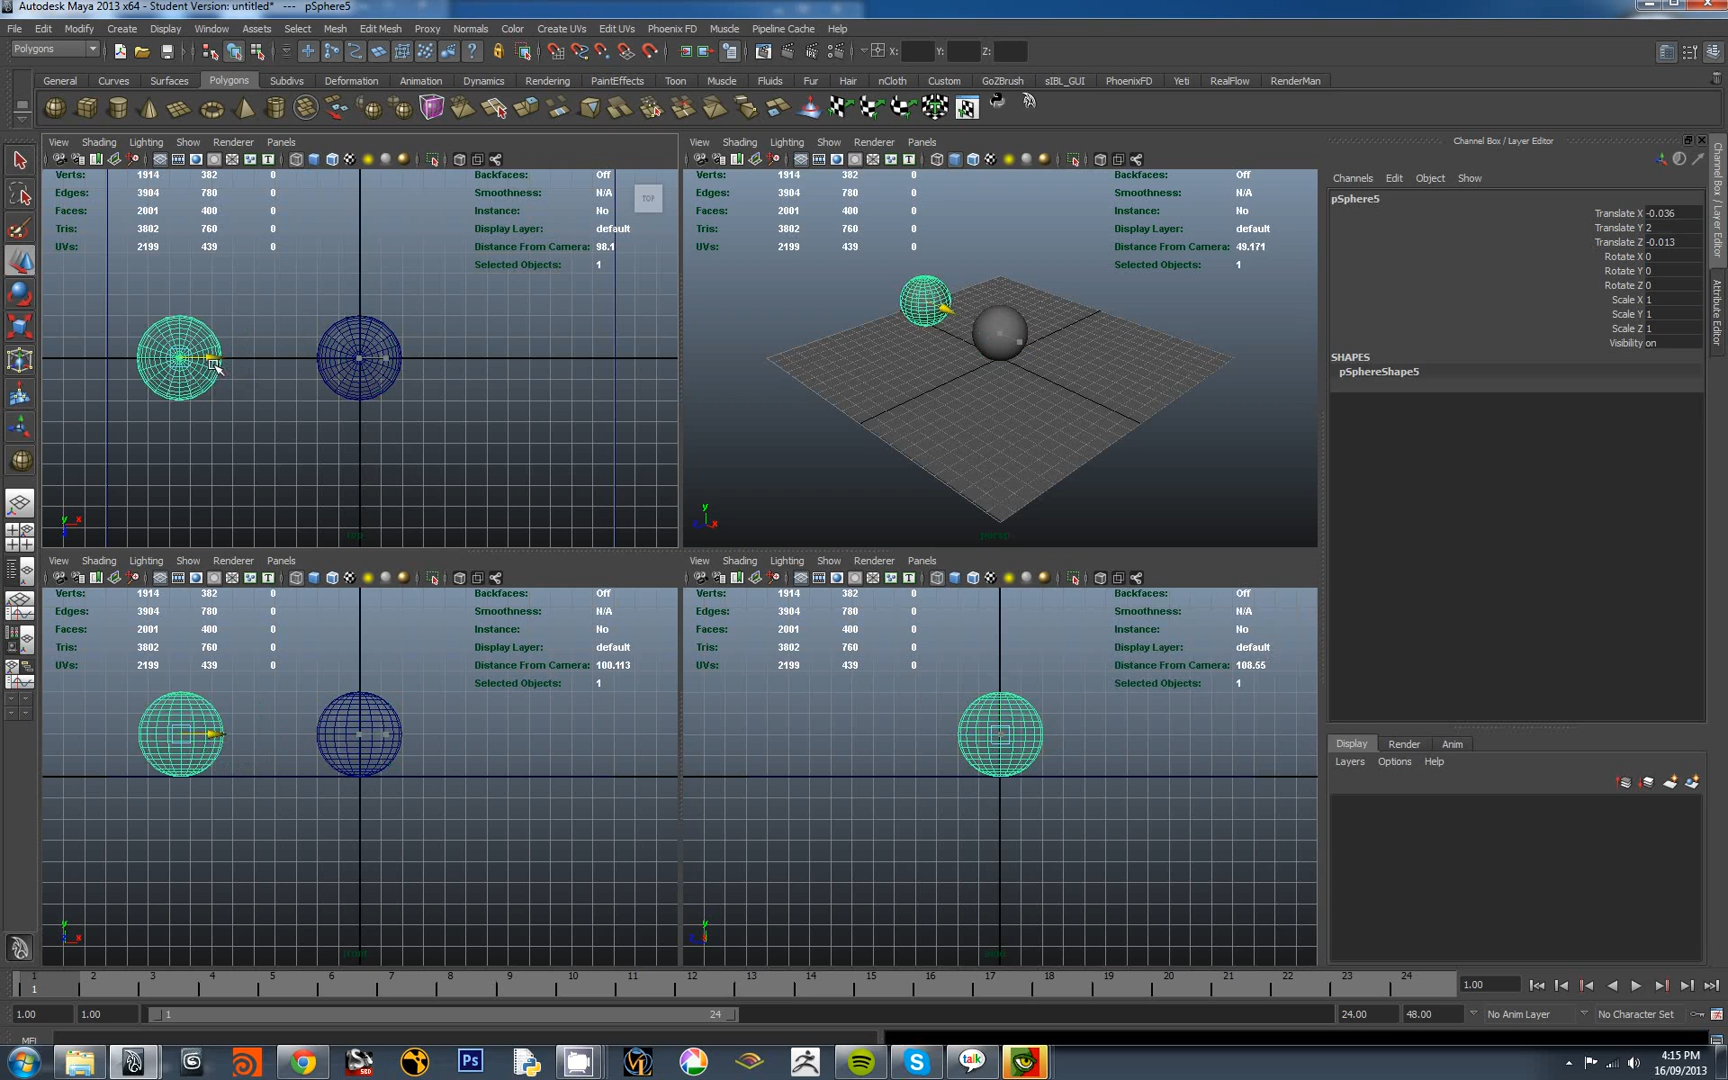 Autodesk Maya 2013 x64 - Student Version: untitled* --- pSphere5
File Edit Modify Create Display Window Assets Select Mesh Edit Mesh Proxy Normals Color Create UVs Edit UVs Phoenix FD Muscle Pipeline Cache Help
Polygons X: Y: Z:
General Curves Surfaces Polygons Subdivs Deformation Animation Dynamics Rendering PaintEffects Toon Muscle Fluids Fur Hair nCloth Custom GoZBrush sIBL_GUI PhoenixFD Yeti RealFlow RenderMan
View Shading Lighting Show Renderer Panels
Verts: 1914 382 0 Backfaces: Off
Edges: 3904 780 0 Smoothness: N/A
Faces: 2001 400 0 Instance: No
Tris: 3802 760 0 Display Layer: default
UVs: 2199 439 0 Distance From Camera: 98.1
Selected Objects: 1
TOP
y x
top
View Shading Lighting Show Renderer Panels
Verts: 1914 382 0 Backfaces: Off
Edges: 3904 780 0 Smoothness: N/A
Faces: 2001 400 0 Instance: No
Tris: 3802 760 0 Display Layer: default
UVs: 2199 439 0 Distance From Camera: 49.171
Selected Objects: 1
y x
persp
View Shading Lighting Show Renderer Panels
Verts: 1914 382 0 Backfaces: Off
Edges: 3904 780 0 Smoothness: N/A
Faces: 2001 400 0 Instance: No
Tris: 3802 760 0 Display Layer: default
UVs: 2199 439 0 Distance From Camera: 100.113
Selected Objects: 1
y x
front
View Shading Lighting Show Renderer Panels
Verts: 1914 382 0 Backfaces: Off
Edges: 3904 780 0 Smoothness: N/A
Faces: 2001 400 0 Instance: No
Tris: 3802 760 0 Display Layer: default
UVs: 2199 439 0 Distance From Camera: 108.55
Selected Objects: 1
y
side
Channel Box / Layer Editor
Channels Edit Object Show
pSphere5
Translate X -0.036
Translate Y 2
Translate Z -0.013
Rotate X 0
Rotate Y 0
Rotate Z 0
Scale X 1
Scale Y 1
Scale Z 1
Visibility on
SHAPES
pSphereShape5
Display Render Anim
Layers Options Help
Channel Box / Layer Editor
Attribute Editor
1 2 3 4 5 6 7 8 9 10 11 12 13 14 15 16 17 18 19 20 21 22 23 24
1 1.00
1.00 1.00 1 24 24.00 48.00 No Anim Layer No Character Set
MEL
Ps talk
4:15 PM
16/09/2013